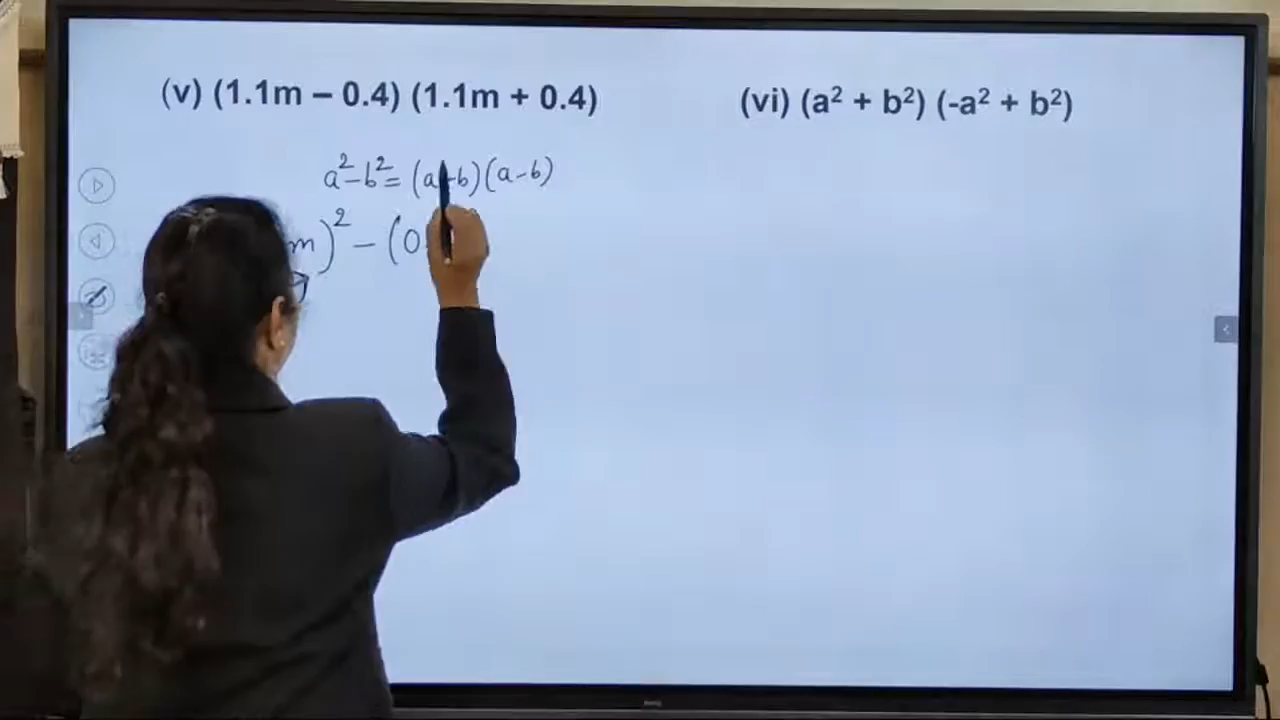 (v) (1.1m – 0.4) (1.1m + 0.4)
(vi) (a² + b²) (-a² + b²)
a²-b²= (a+b)(a-b)
m)² - (0